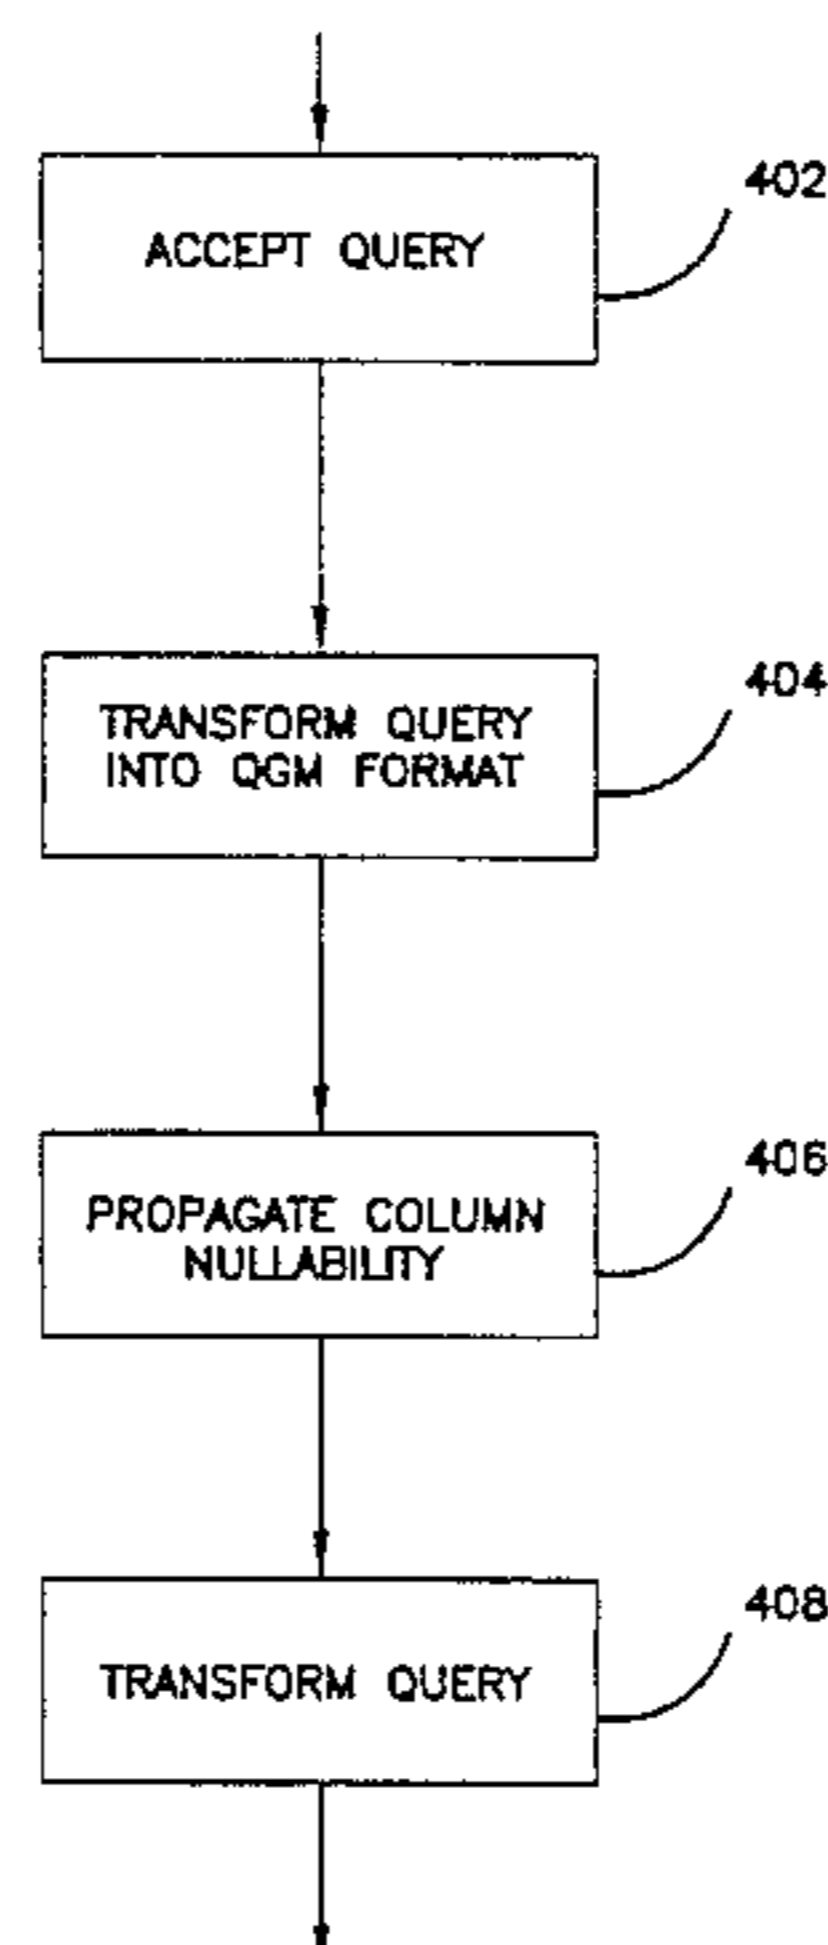 402
ACCEPT QUERY
404
TRANSFORM QUERY
INTO QGM FORMAT
406
PROPAGATE COLUMN
NULLABILITY
408
TRANSFORM QUERY